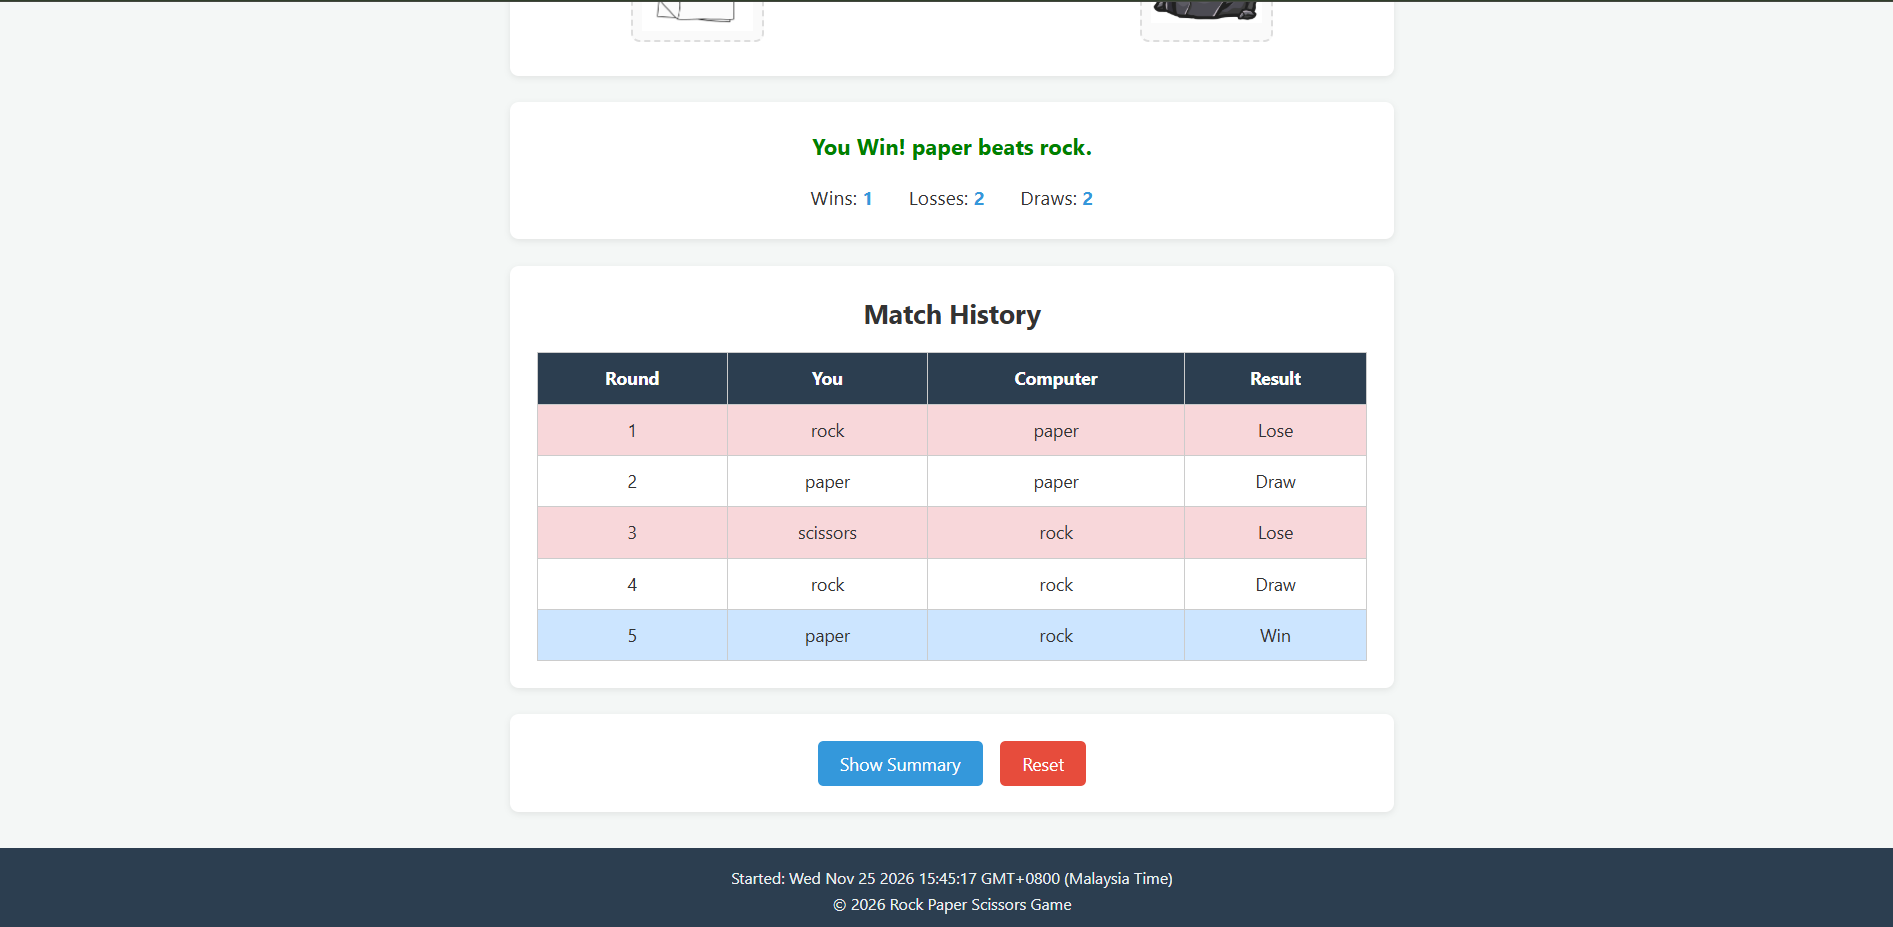 You Win! paper beats rock.
Wins: 1 Losses: 2 Draws: 2
Match History
Round You Computer Result
1 rock paper Lose
2 paper paper Draw
3 scissors rock Lose
4 rock rock Draw
5 paper rock Win
Show Summary Reset
Started: Wed Nov 25 2026 15:45:17 GMT+0800 (Malaysia Time)
© 2026 Rock Paper Scissors Game